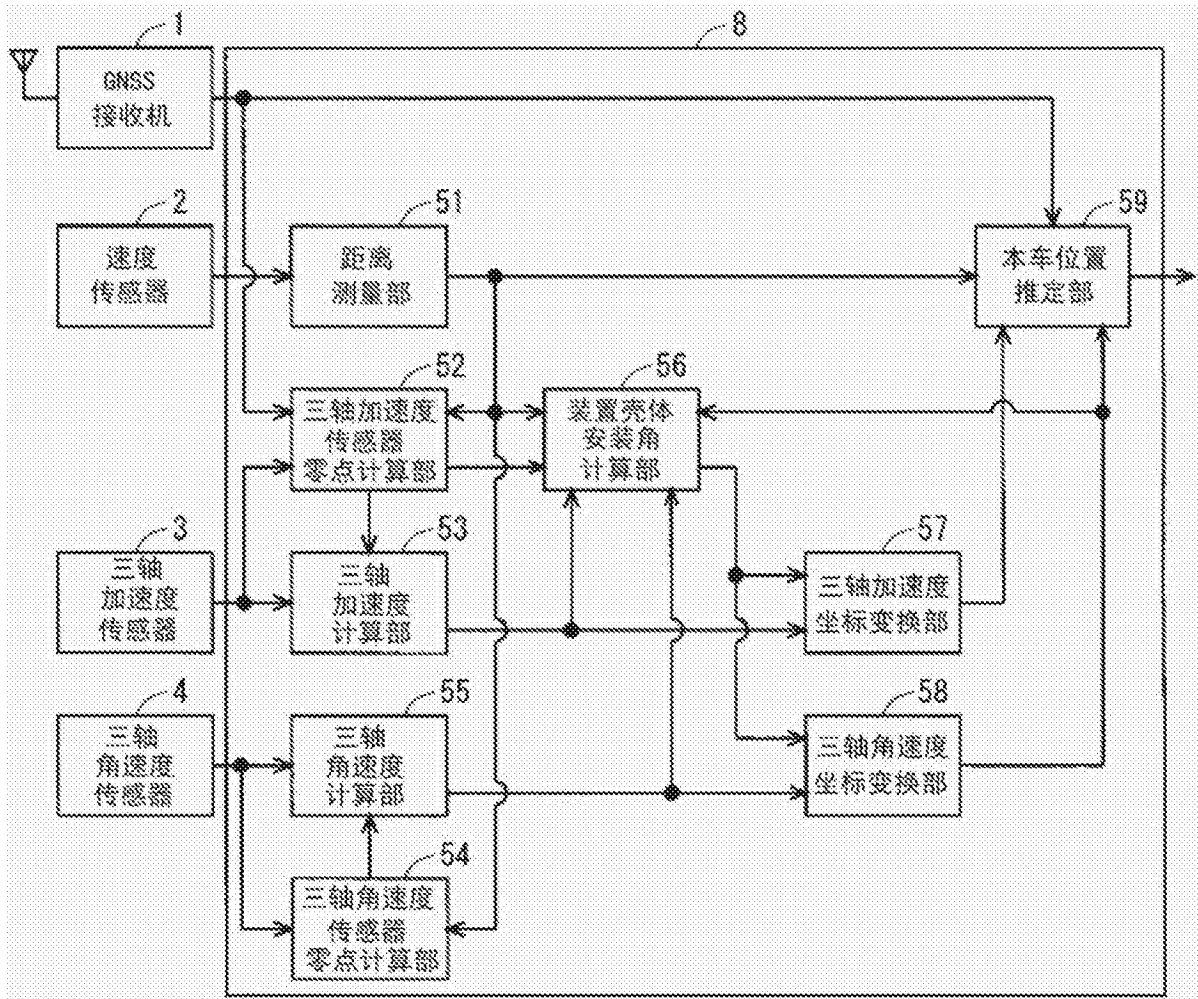 1
8
GNSS
接收机
2
51
59
速度
传感器
距离
测量部
本车位置
推定部
52
56
三轴加速度
传感器
零点计算部
装置壳体
安装角
计算部
3
53
57
三轴
加速度
传感器
三轴
加速度
计算部
三轴加速度
坐标变换部
4
55
58
三轴
角速度
传感器
三轴
角速度
计算部
三轴角速度
坐标变换部
54
三轴角速度
传感器
零点计算部